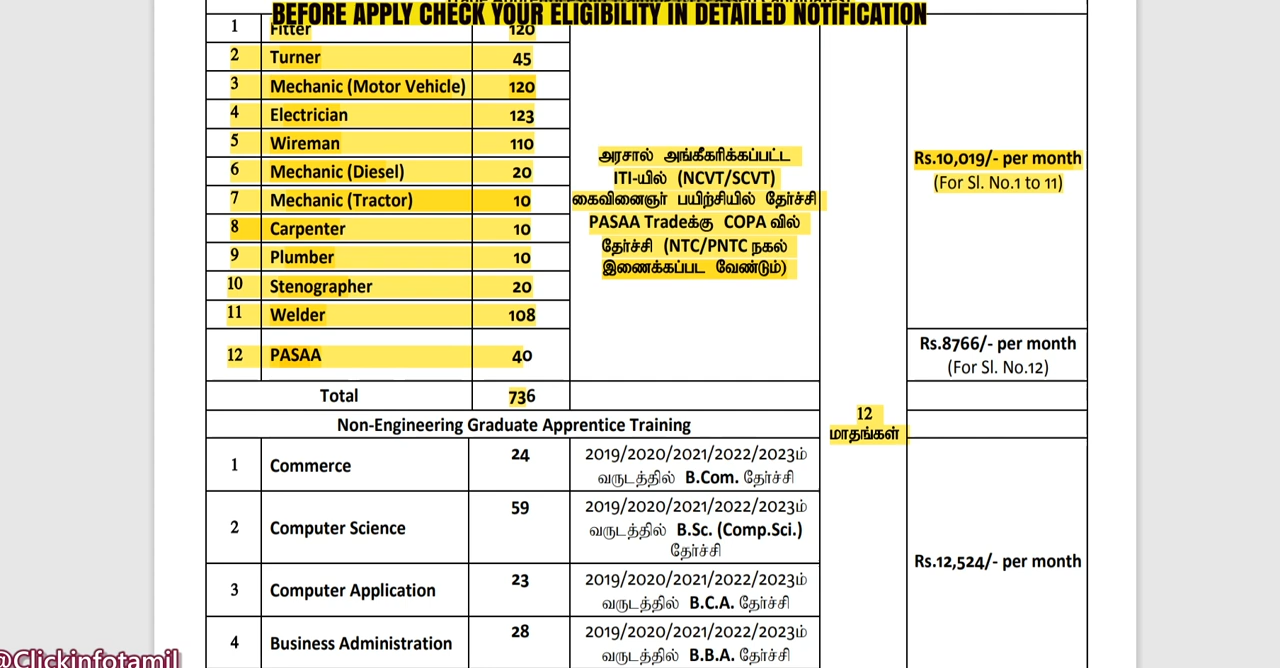 BEFORE APPLY CHECK YOUR ELIGIBILITY IN DETAILED NOTIFICATION
1 Fitter 120
2 Turner 45
3 Mechanic (Motor Vehicle) 120
4 Electrician 123
5 Wireman 110
6 Mechanic (Diesel) 20
7 Mechanic (Tractor) 10
8 Carpenter 10
9 Plumber 10
10 Stenographer 20
11 Welder 108
12 PASAA 40
அரசால் அங்கீகரிக்கப்பட்ட
ITI-யில் (NCVT/SCVT)
கைவினைஞர் பயிற்சியில் தேர்ச்சி
PASAA Tradeக்கு COPA வில்
தேர்ச்சி (NTC/PNTC நகல்
இணைக்கப்பட வேண்டும்)
Rs.10,019/- per month
(For Sl. No.1 to 11)
Rs.8766/- per month
(For Sl. No.12)
Total 736
12
மாதங்கள்
Non-Engineering Graduate Apprentice Training
1 Commerce 24 2019/2020/2021/2022/2023ம்
வருடத்தில் B.Com. தேர்ச்சி
2 Computer Science 59 2019/2020/2021/2022/2023ம்
வருடத்தில் B.Sc. (Comp.Sci.)
தேர்ச்சி
3 Computer Application 23 2019/2020/2021/2022/2023ம்
வருடத்தில் B.C.A. தேர்ச்சி
4 Business Administration 28 2019/2020/2021/2022/2023ம்
வருடத்தில் B.B.A. தேர்ச்சி
Rs.12,524/- per month
@Clickinfotamil